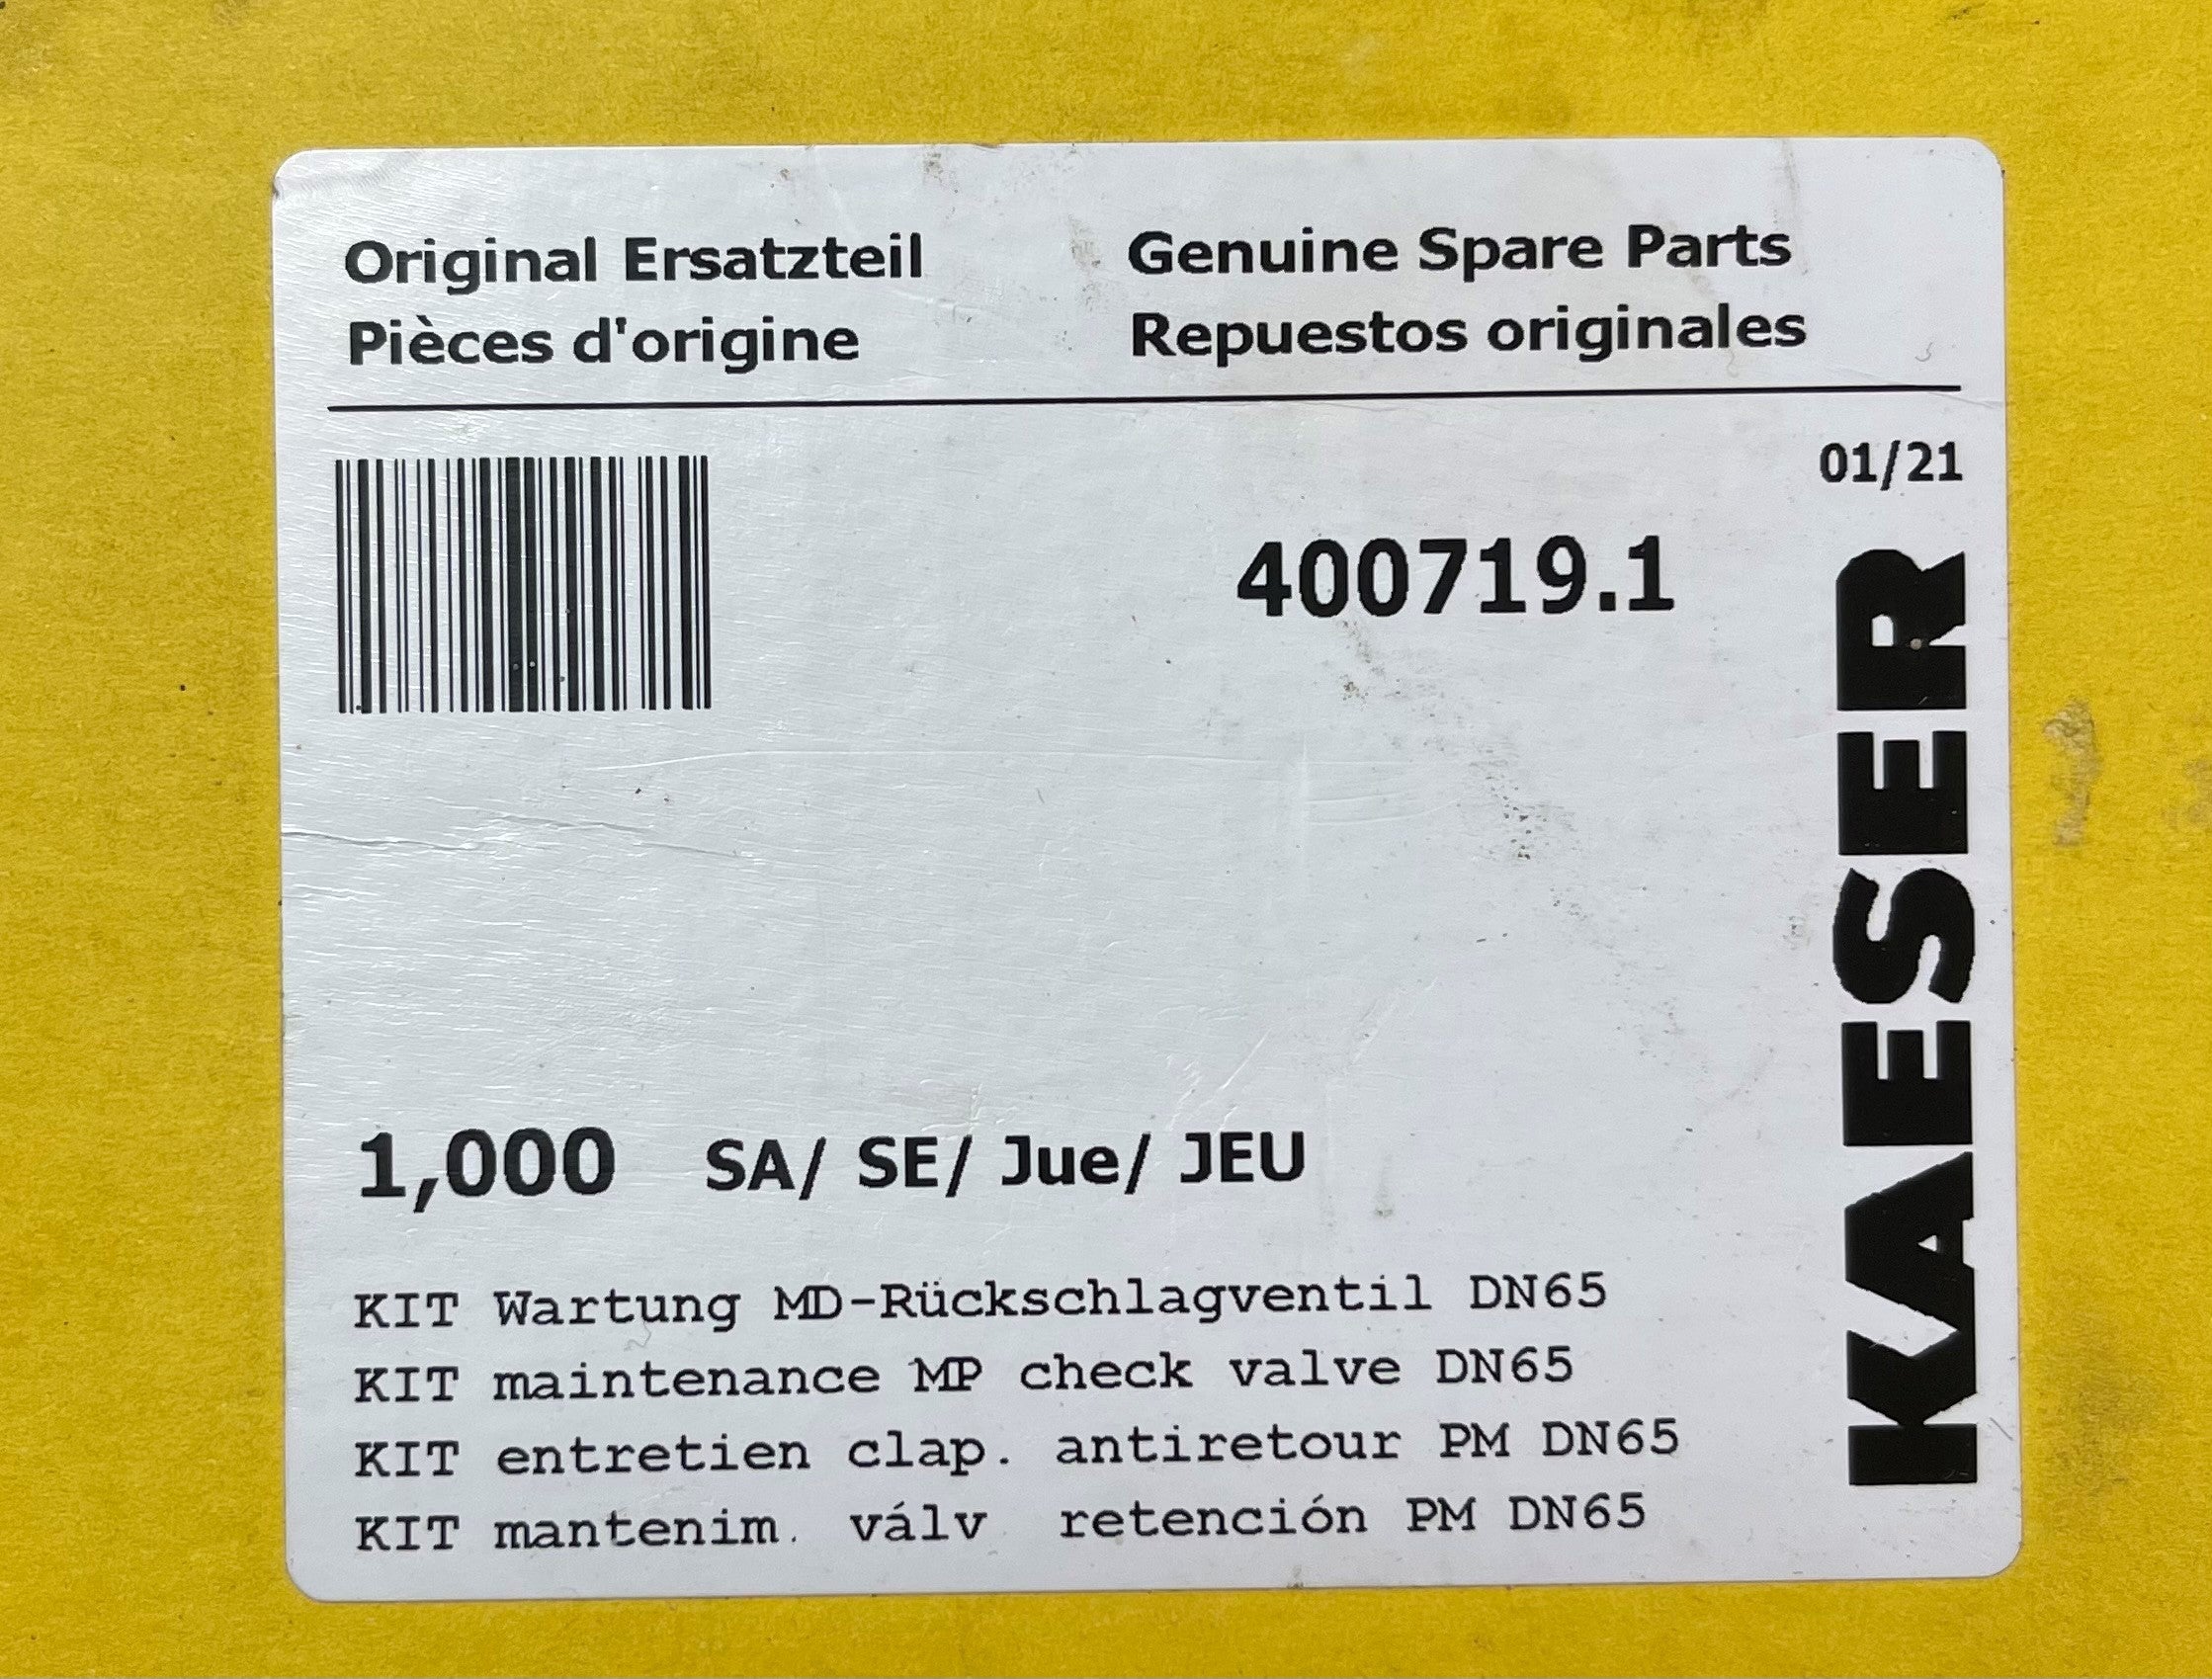 Original Ersatzteil
Genuine Spare Parts
Pièces d'origine
Repuestos originales
01/21
400719.1
KAESER
1,000 SA/ SE/ Jue/ JEU
KIT Wartung MD-Rückschlagventil DN65
KIT maintenance MP check valve DN65
KIT entretien clap. antiretour PM DN65
KIT mantenim. válv retención PM DN65